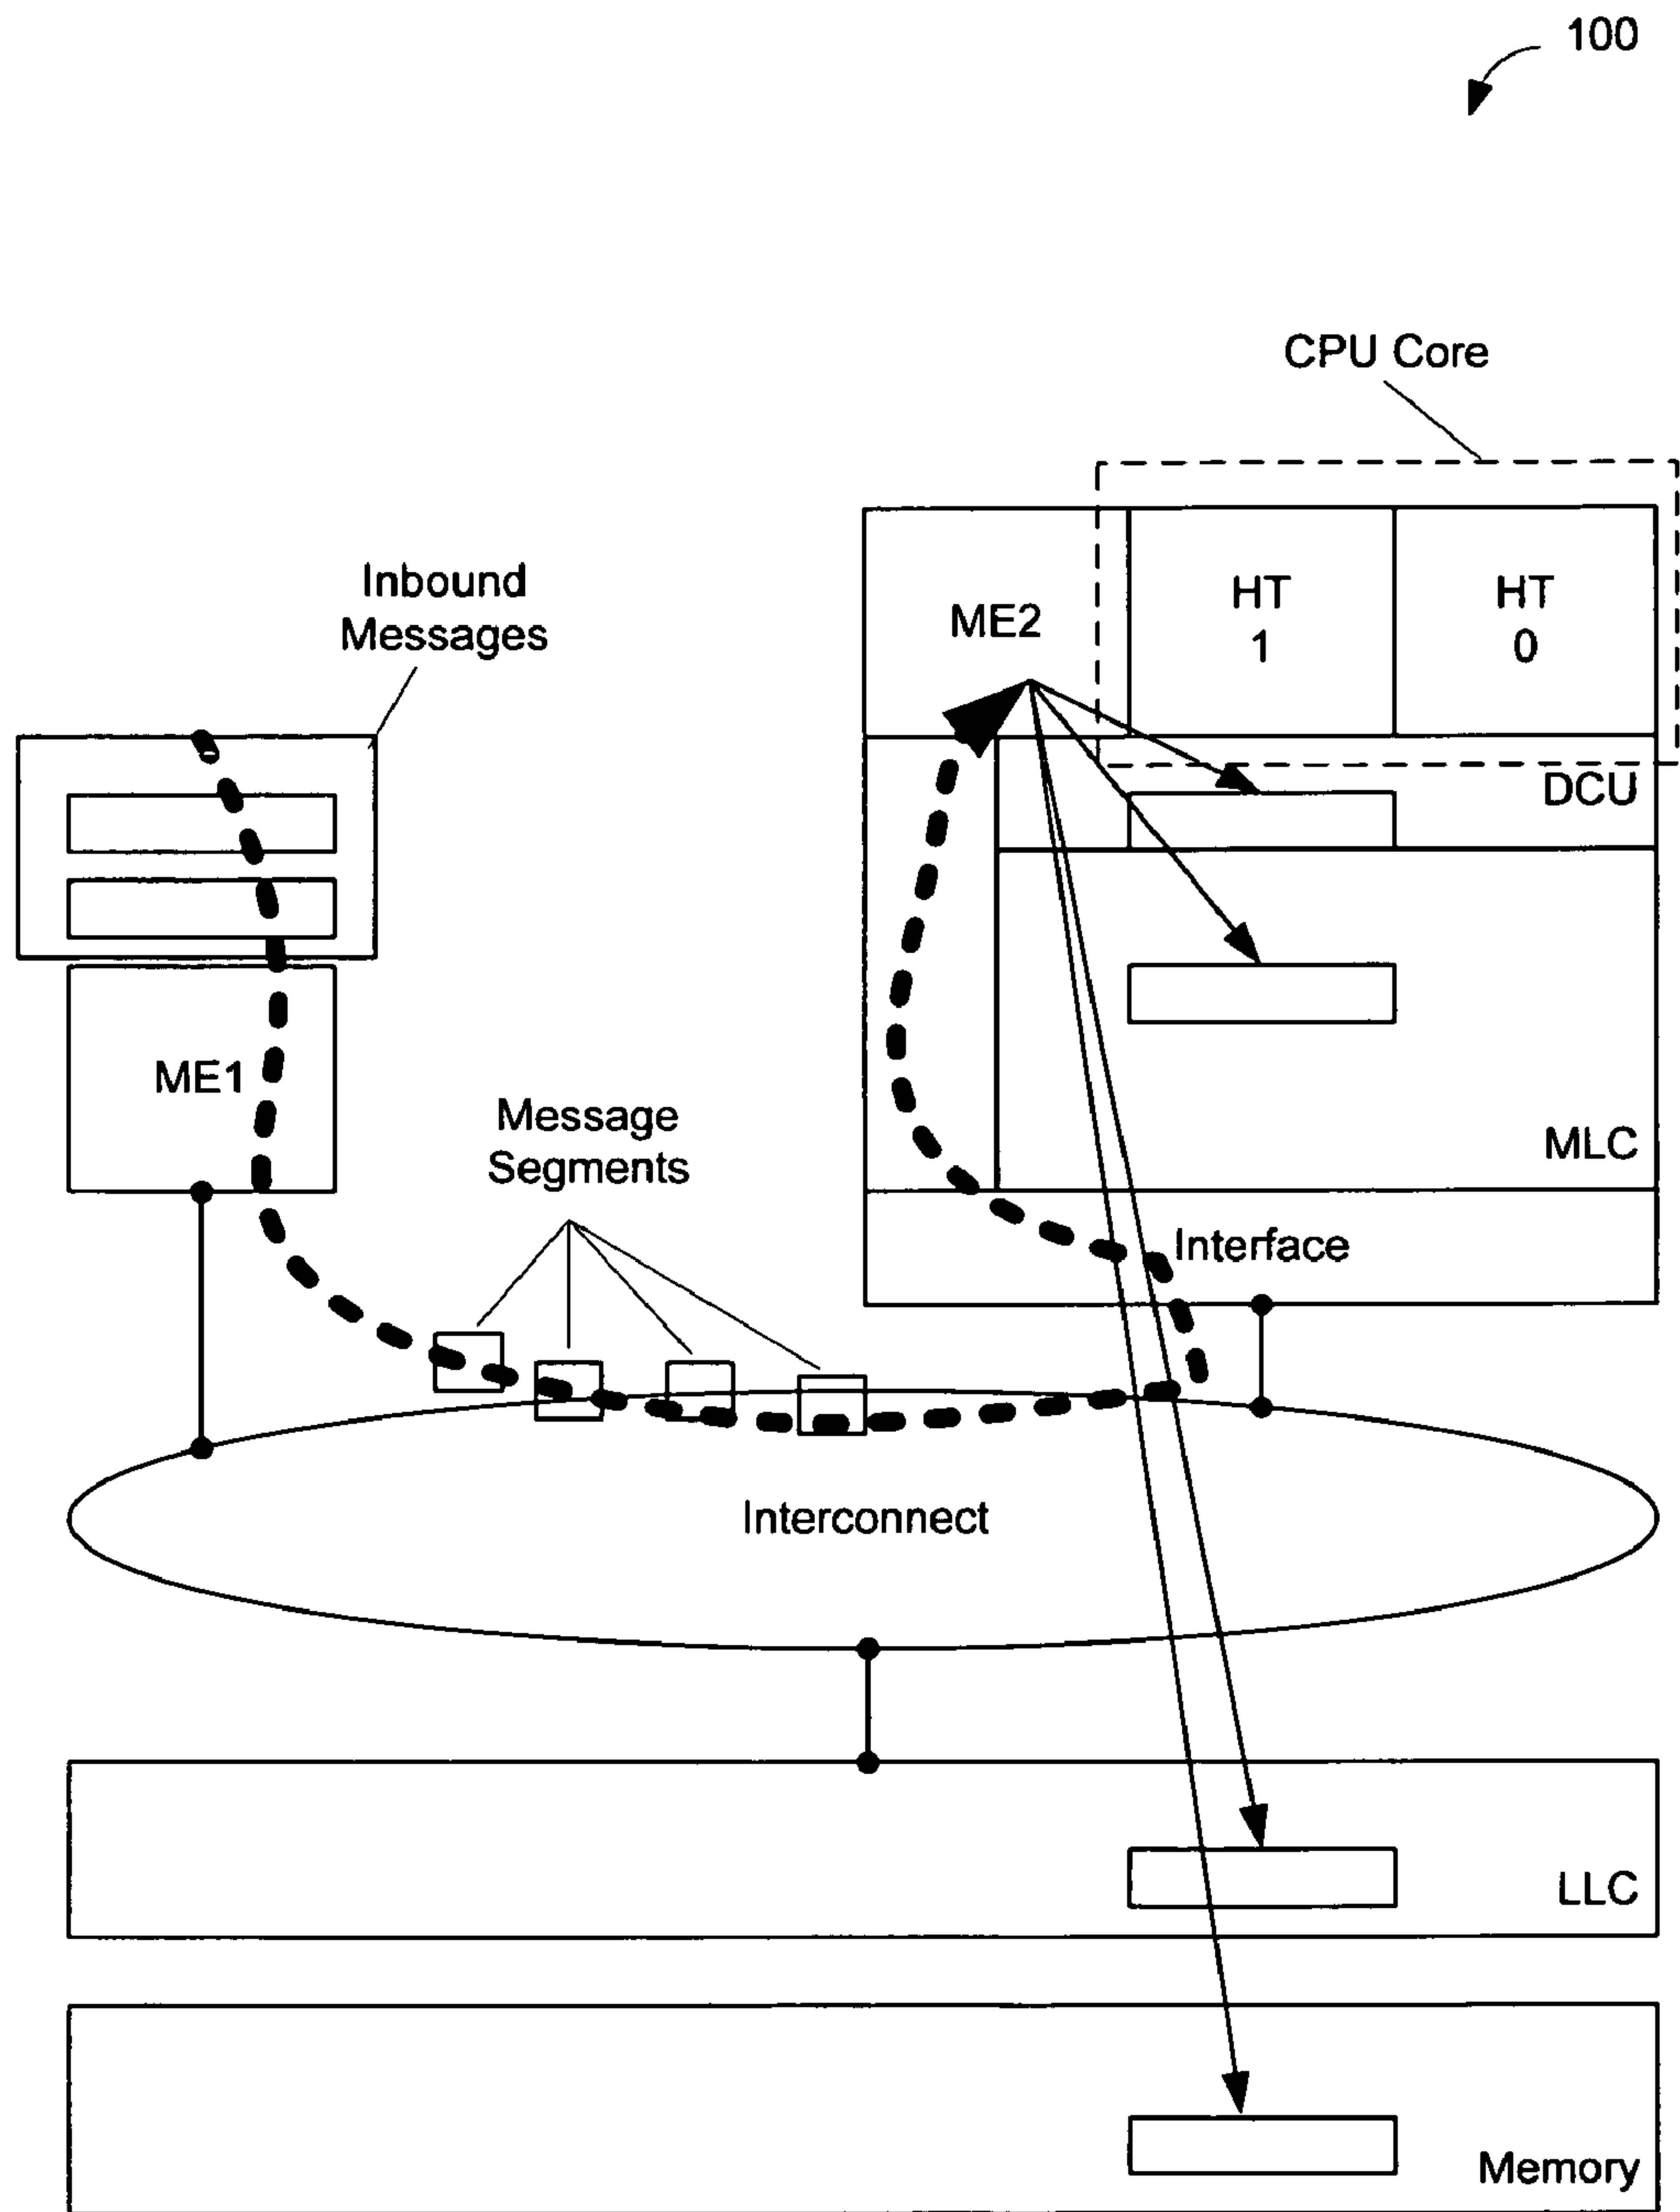 100
CPU Core
Inbound
Messages
ME2
HT
1
HT
0
DCU
ME1
Message
Segments
MLC
Interface
Interconnect
LLC
Memory